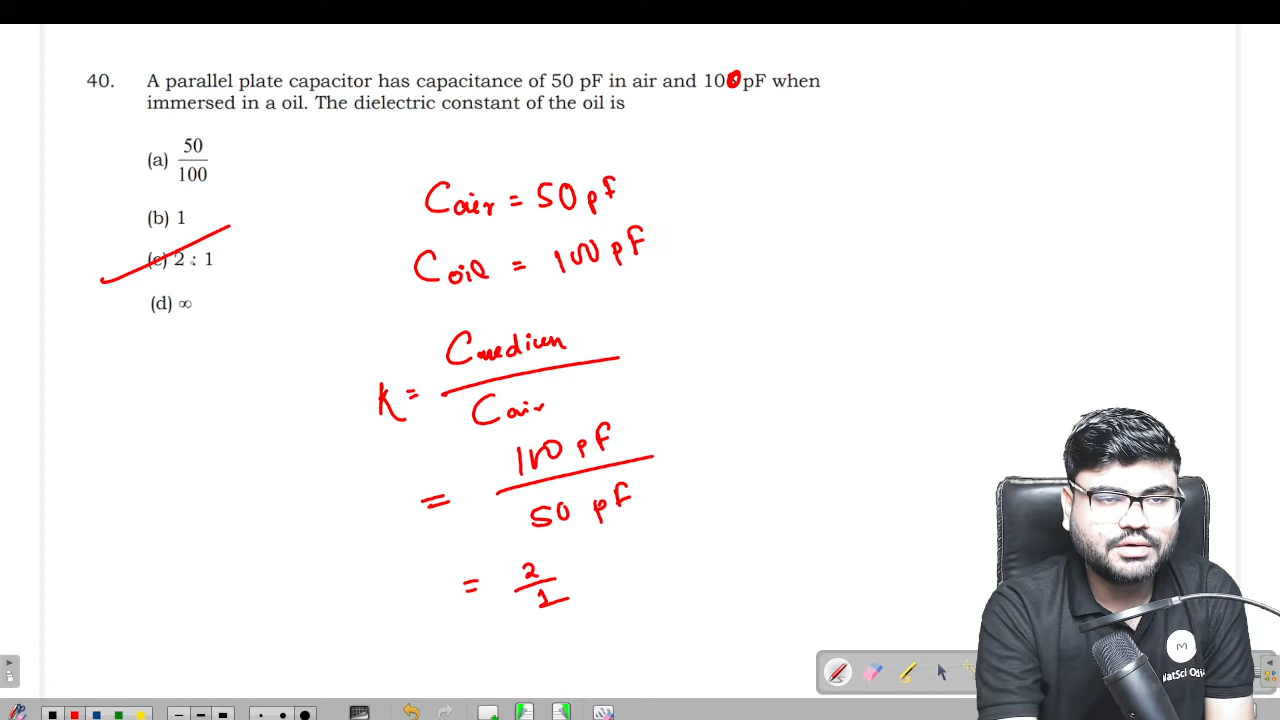 40. A parallel plate capacitor has capacitance of 50 pF in air and 100 pF when
immersed in a oil. The dielectric constant of the oil is
(a) 50/100
(b) 1
(c) 2 : 1
(d) ∞
Cair = 50 pf
Coil = 100 pf
K = Cmedium / Cair
= 100 pf / 50 pf
= 2/1
M
NatSci Odi